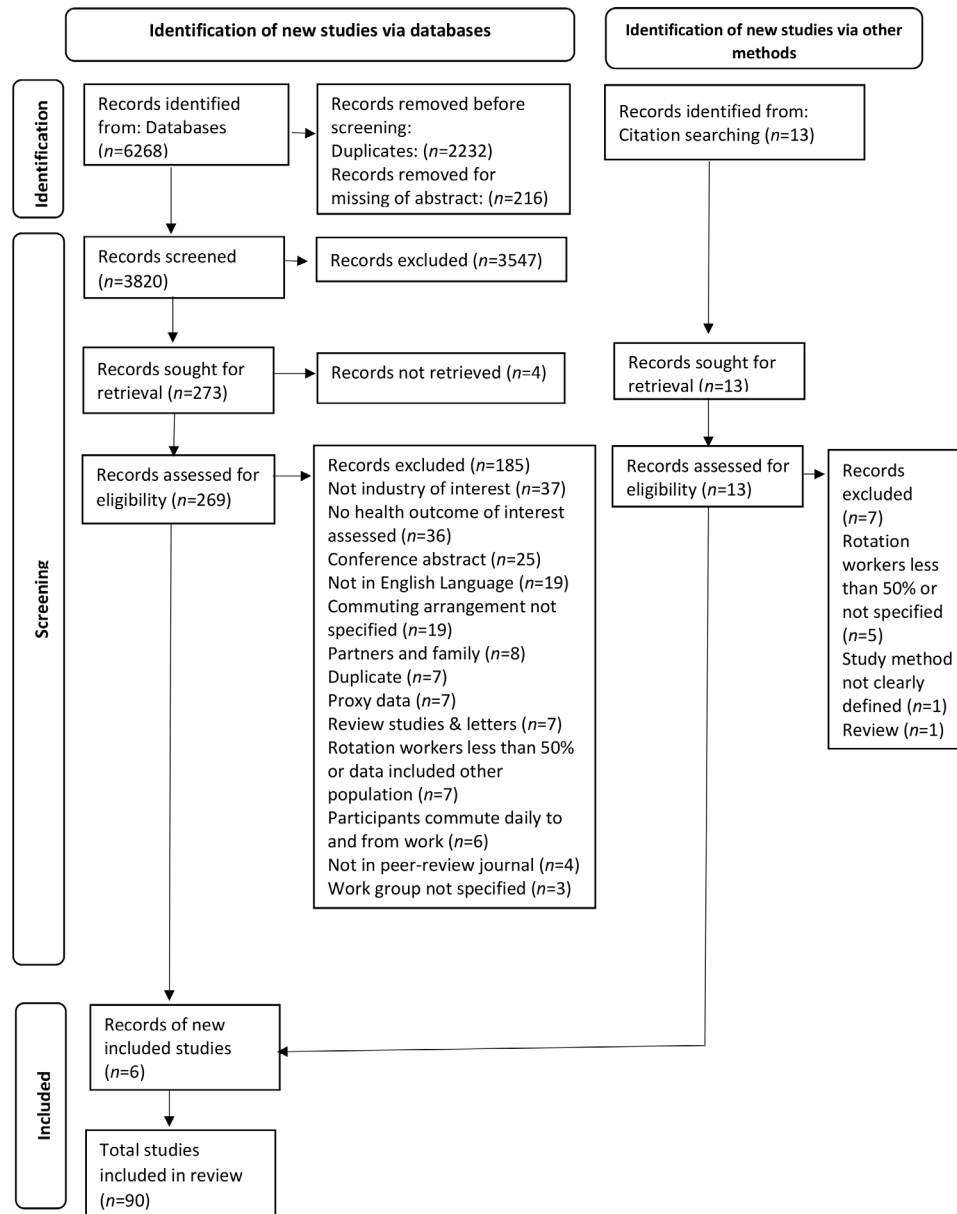 Identification of new studies via databases
Identification of new studies via other
methods
Identification
Records identified
from: Databases
(n=6268)
Records removed before
screening:
Duplicates: (n=2232)
Records removed for
missing of abstract: (n=216)
Records identified from:
Citation searching (n=13)
Screening
Records screened
(n=3820)
Records excluded (n=3547)
Records sought for
retrieval (n=273)
Records not retrieved (n=4)
Records sought for
retrieval (n=13)
Records assessed for
eligibility (n=269)
Records excluded (n=185)
Not industry of interest (n=37)
No health outcome of interest
assessed (n=36)
Conference abstract (n=25)
Not in English Language (n=19)
Commuting arrangement not
specified (n=19)
Partners and family (n=8)
Duplicate (n=7)
Proxy data (n=7)
Review studies & letters (n=7)
Rotation workers less than 50%
or data included other
population (n=7)
Participants commute daily to
and from work (n=6)
Not in peer-review journal (n=4)
Work group not specified (n=3)
Records assessed for
eligibility (n=13)
Records
excluded
(n=7)
Rotation
workers less
than 50% or
not specified
(n=5)
Study method
not clearly
defined (n=1)
Review (n=1)
Included
Records of new
included studies
(n=6)
Total studies
included in review
(n=90)